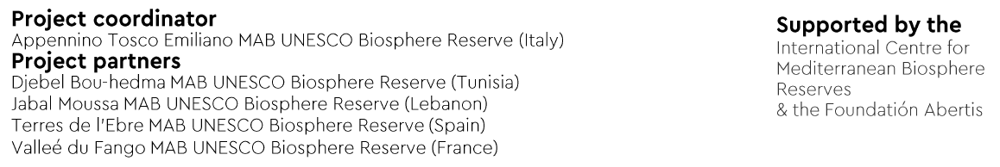 Project coordinator
Appennino Tosco Emiliano MAB UNESCO Biosphere Reserve (Italy)
Project partners
Djebel Bou-hedma MAB UNESCO Biosphere Reserve (Tunisia)
Jabal Moussa MAB UNESCO Biosphere Reserve (Lebanon)
Terres de l'Ebre MAB UNESCO Biosphere Reserve (Spain)
Valleé du Fango MAB UNESCO Biosphere Reserve (France)
Supported by the
International Centre for
Mediterranean Biosphere
Reserves
& the Foundatión Abertis